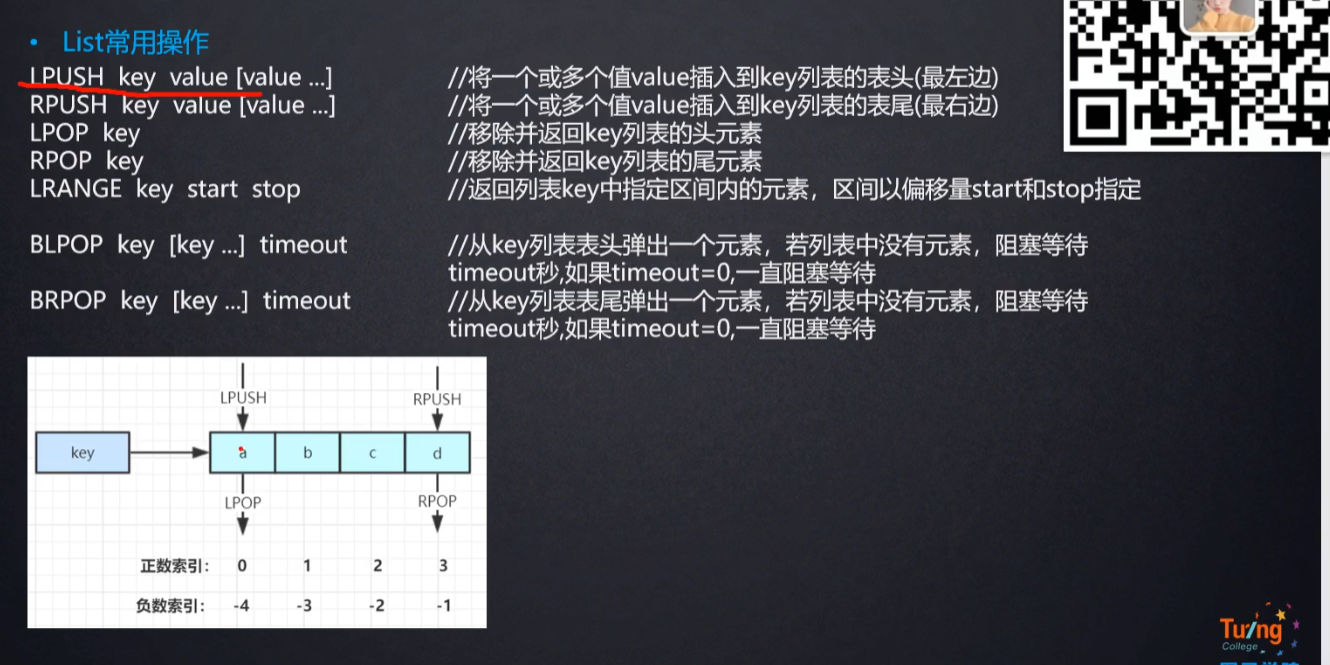 • List常用操作
LPUSH key value [value ...] //将一个或多个值value插入到key列表的表头(最左边)
RPUSH key value [value ...] //将一个或多个值value插入到key列表的表尾(最右边)
LPOP key //移除并返回key列表的头元素
RPOP key //移除并返回key列表的尾元素
LRANGE key start stop //返回列表key中指定区间内的元素，区间以偏移量start和stop指定
BLPOP key [key ...] timeout //从key列表表头弹出一个元素，若列表中没有元素，阻塞等待
timeout秒,如果timeout=0,一直阻塞等待
BRPOP key [key ...] timeout //从key列表表尾弹出一个元素，若列表中没有元素，阻塞等待
timeout秒,如果timeout=0,一直阻塞等待
LPUSH RPUSH
key a b c d
LPOP RPOP
正数索引: 0 1 2 3
负数索引: -4 -3 -2 -1
Turing
College